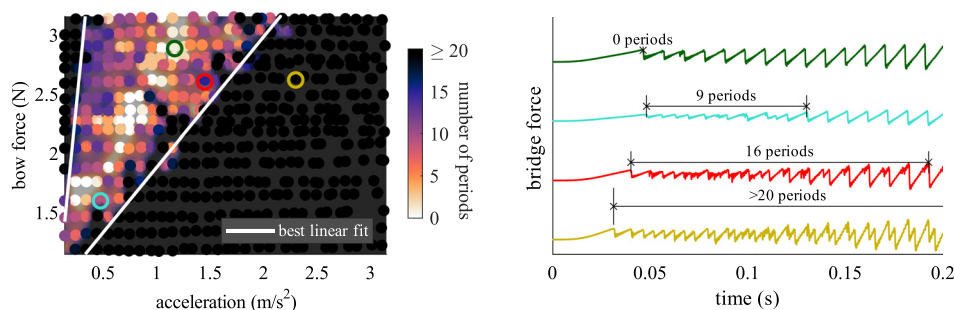 bow force (N)
3
2.5
2
1.5
0.5
1
1.5
2
2.5
3
acceleration (m/s²)
best linear fit
≥ 20
15
10
5
0
number of periods
bridge force
0 periods
9 periods
16 periods
>20 periods
0
0.05
0.1
0.15
0.2
time (s)